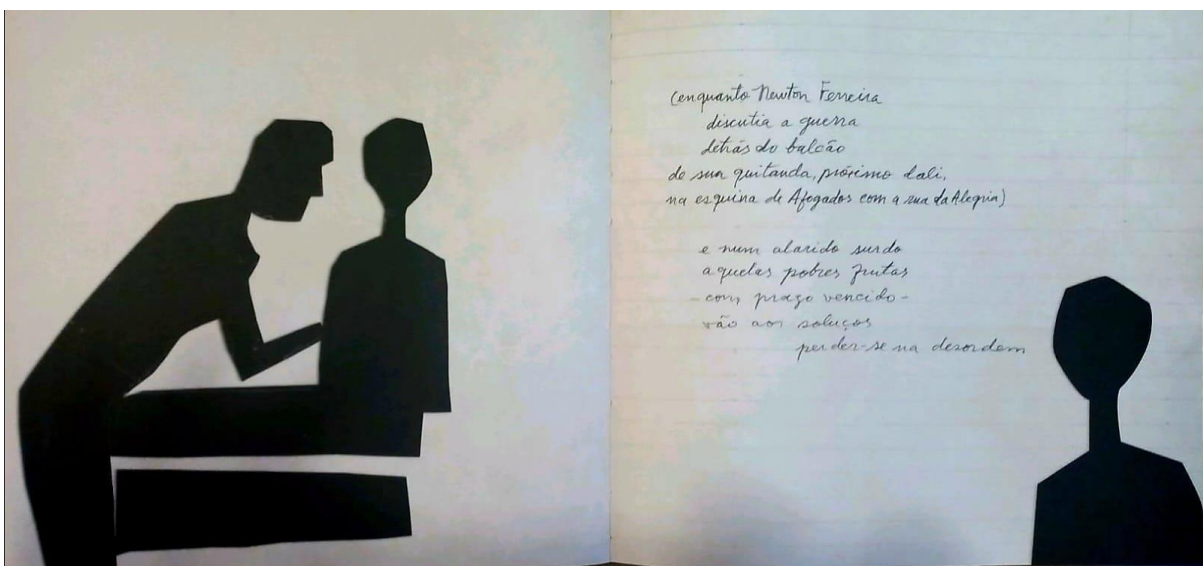 (enquanto Newton Ferreira
discutia a guerra
detrás do balcão
de sua quitanda, próximo dali,
na esquina de Afogados com a rua da Alegria)
e num alarido surdo
aquelas pobres frutas
- com prazo vencido -
vão aos soluços
perder-se na desordem